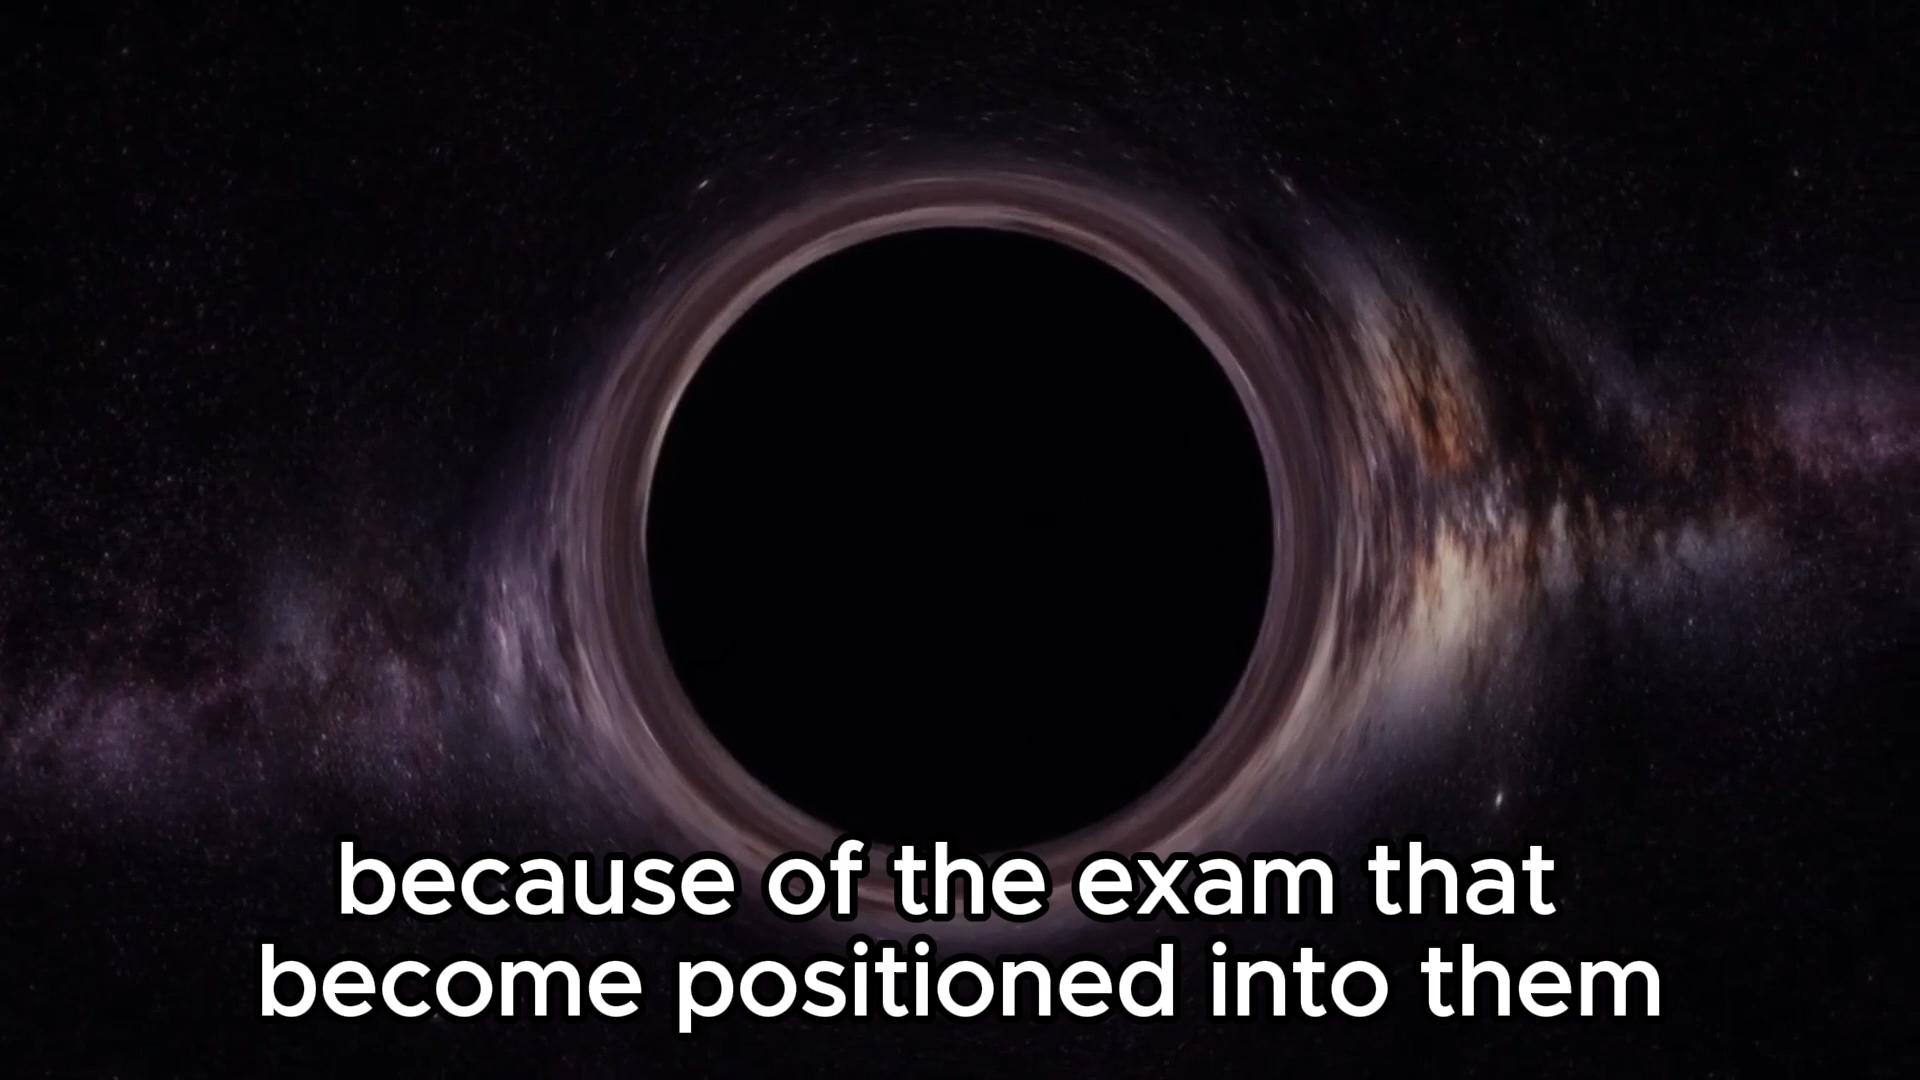 because of the exam that
become positioned into them